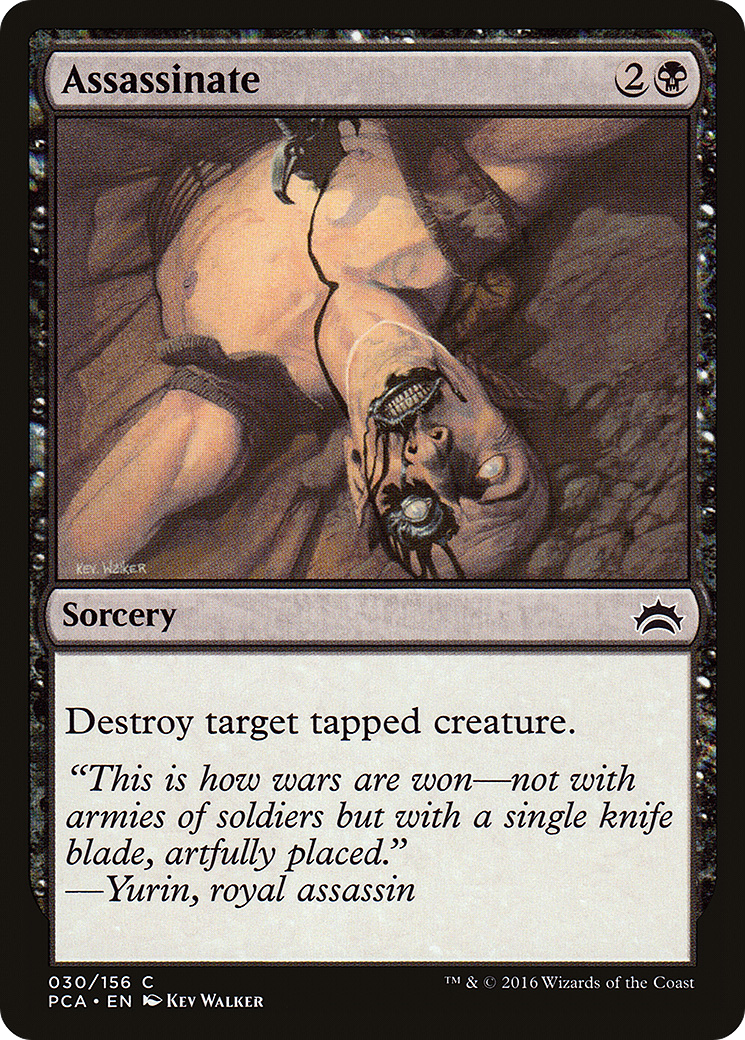 Assassinate
2
KEV WALKER
Sorcery
Destroy target tapped creature.
“This is how wars are won—not with
armies of soldiers but with a single knife
blade, artfully placed.”
—Yurin, royal assassin
030/156 C
PCA • EN KEV WALKER
™ & © 2016 Wizards of the Coast